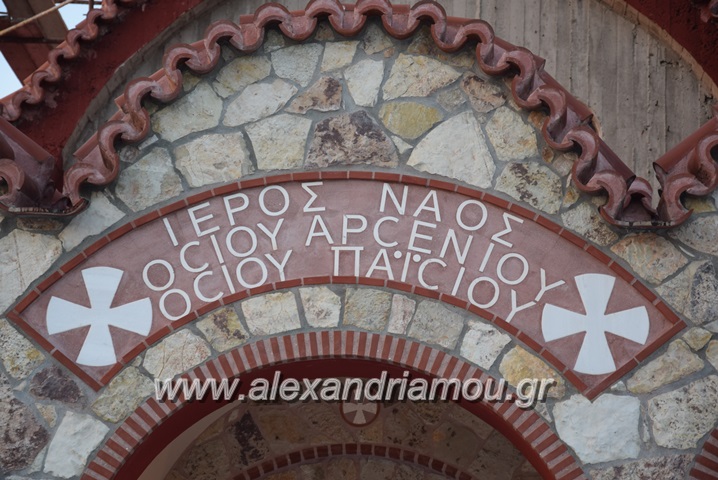 ΙΕΡΟΣ ΝΑΟΣ
ΟΣΙΟΥ ΑΡΣΕΝΙΟΥ
ΟΣΙΟΥ ΠΑΪΣΙΟΥ
www.alexandriamou.gr